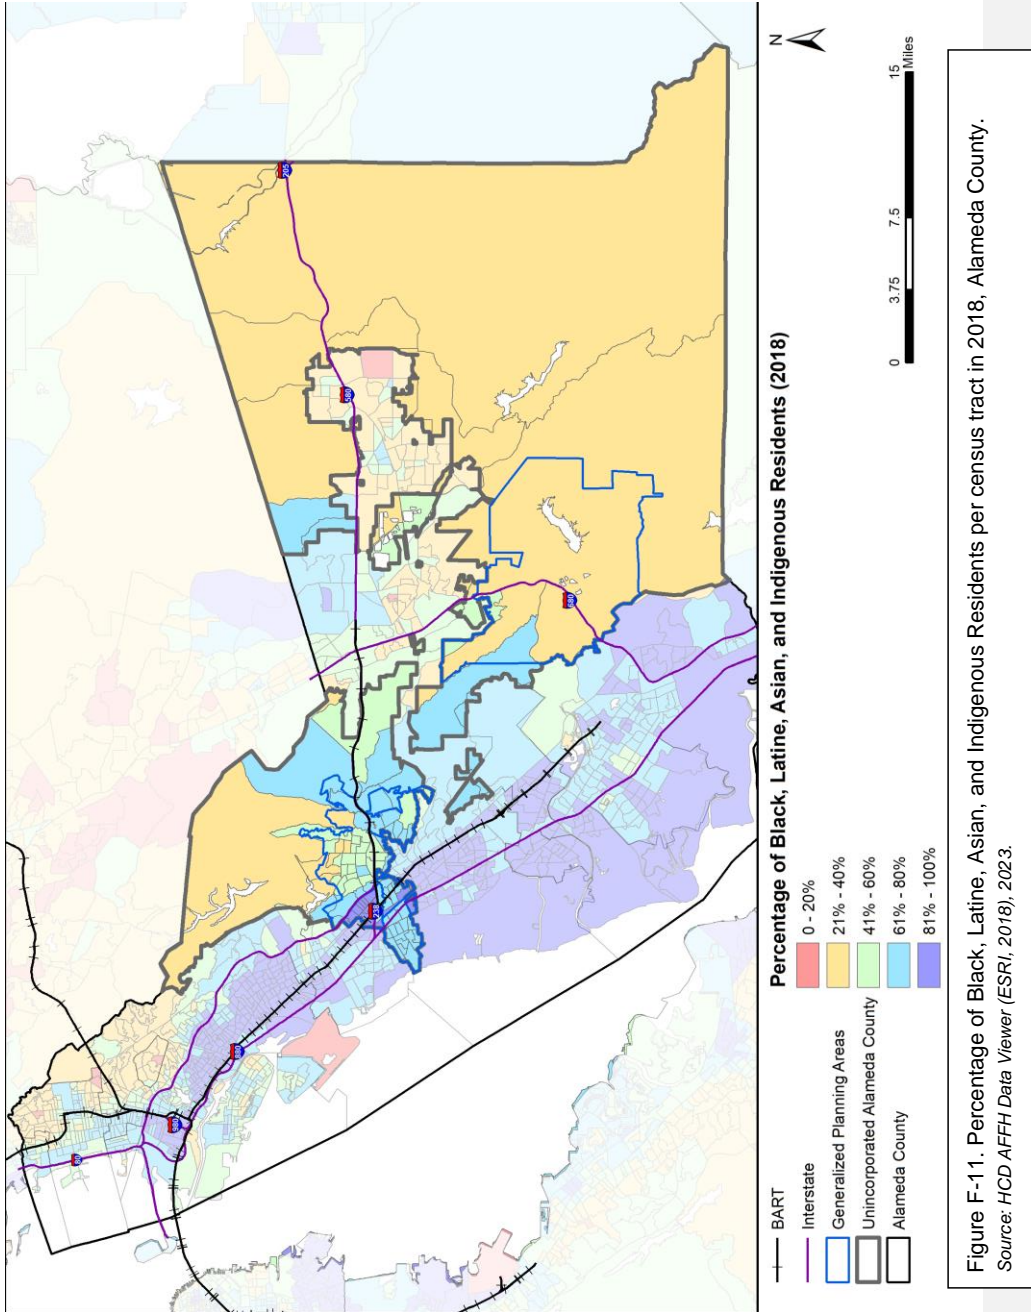 205
580
680
238
880
980
80
N
Percentage of Black, Latine, Asian, and Indigenous Residents (2018)
BART
Interstate
Generalized Planning Areas
Unincorporated Alameda County
Alameda County
0 - 20%
21% - 40%
41% - 60%
61% - 80%
81% - 100%
0 3.75 7.5 15
Miles
Figure F-11. Percentage of Black, Latine, Asian, and Indigenous Residents per census tract in 2018, Alameda County.
Source: HCD AFFH Data Viewer (ESRI, 2018), 2023.